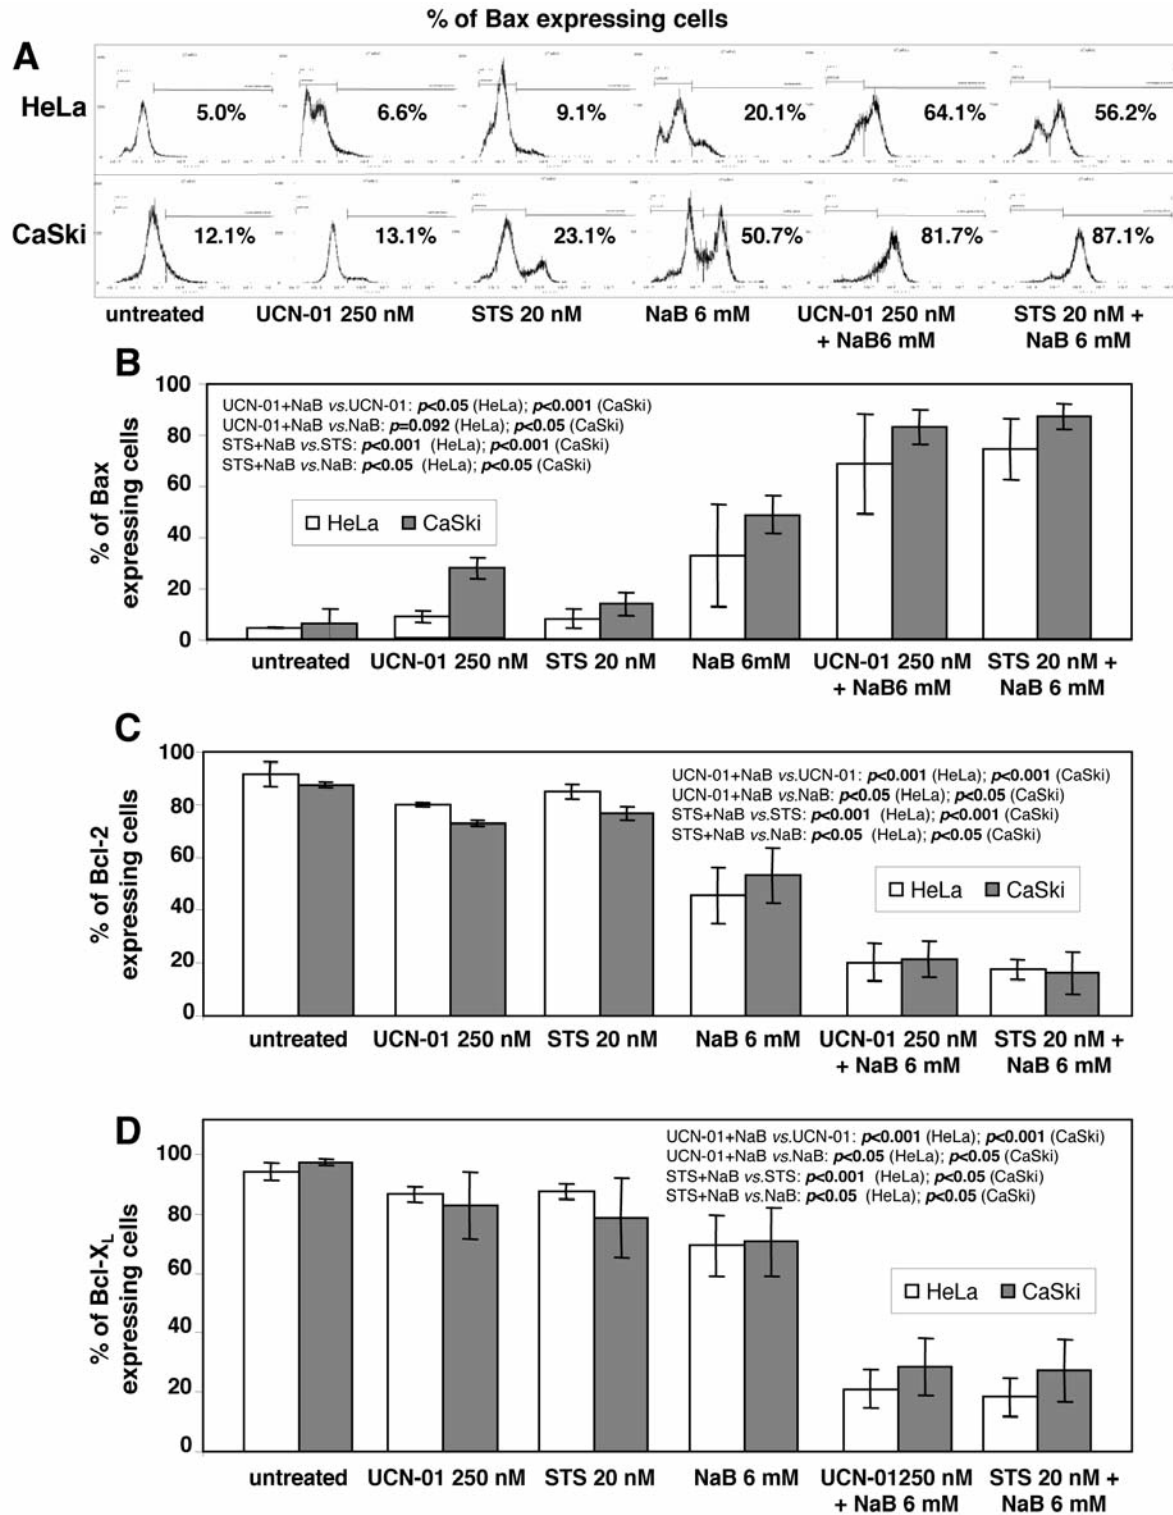 % of Bax expressing cells
A
HeLa
5.0%
6.6%
9.1%
20.1%
64.1%
56.2%
CaSki
12.1%
13.1%
23.1%
50.7%
81.7%
87.1%
untreated
UCN-01 250 nM
STS 20 nM
NaB 6 mM
UCN-01 250 nM
+ NaB6 mM
STS 20 nM +
NaB 6 mM
B
% of Bax
expressing cells
100
80
60
40
20
0
UCN-01+NaB vs.UCN-01: p<0.05 (HeLa); p<0.001 (CaSki)
UCN-01+NaB vs.NaB: p=0.092 (HeLa); p<0.05 (CaSki)
STS+NaB vs.STS: p<0.001 (HeLa); p<0.001 (CaSki)
STS+NaB vs.NaB: p<0.05 (HeLa); p<0.05 (CaSki)
HeLa CaSki
untreated
UCN-01 250 nM
STS 20 nM
NaB 6mM
UCN-01 250 nM
+ NaB6 mM
STS 20 nM +
NaB 6 mM
C
% of Bcl-2
expressing cells
100
80
60
40
20
0
UCN-01+NaB vs.UCN-01: p<0.001 (HeLa); p<0.001 (CaSki)
UCN-01+NaB vs.NaB: p<0.05 (HeLa); p<0.05 (CaSki)
STS+NaB vs.STS: p<0.001 (HeLa); p<0.001 (CaSki)
STS+NaB vs.NaB: p<0.05 (HeLa); p<0.05 (CaSki)
HeLa CaSki
untreated
UCN-01 250 nM
STS 20 nM
NaB 6 mM
UCN-01 250 nM
+ NaB 6 mM
STS 20 nM +
NaB 6 mM
D
% of Bcl-XL
expressing cells
100
80
60
40
20
0
UCN-01+NaB vs.UCN-01: p<0.001 (HeLa); p<0.001 (CaSki)
UCN-01+NaB vs.NaB: p<0.05 (HeLa); p<0.05 (CaSki)
STS+NaB vs.STS: p<0.001 (HeLa); p<0.05 (CaSki)
STS+NaB vs.NaB: p<0.05 (HeLa); p<0.05 (CaSki)
HeLa CaSki
untreated
UCN-01 250 nM
STS 20 nM
NaB 6 mM
UCN-01250 nM
+ NaB 6 mM
STS 20 nM +
NaB 6 mM